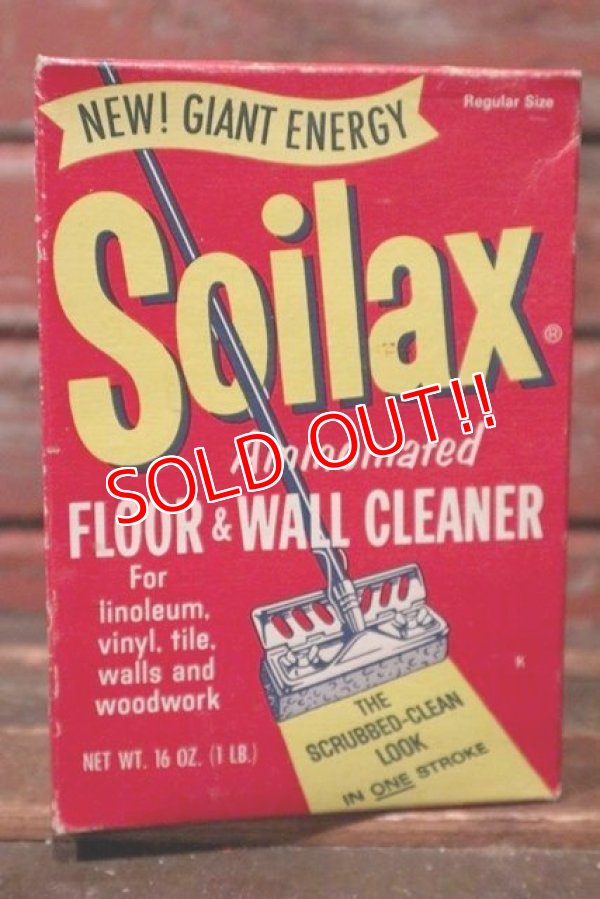 NEW! GIANT ENERGY
Regular Size
Soilax®
SOLD OUT!!
Ammoniated
FLOOR & WALL CLEANER
For
linoleum,
vinyl, tile,
walls and
woodwork
K
NET WT. 16 OZ. (1 LB.)
THE
SCRUBBED-CLEAN
LOOK
IN ONE STROKE